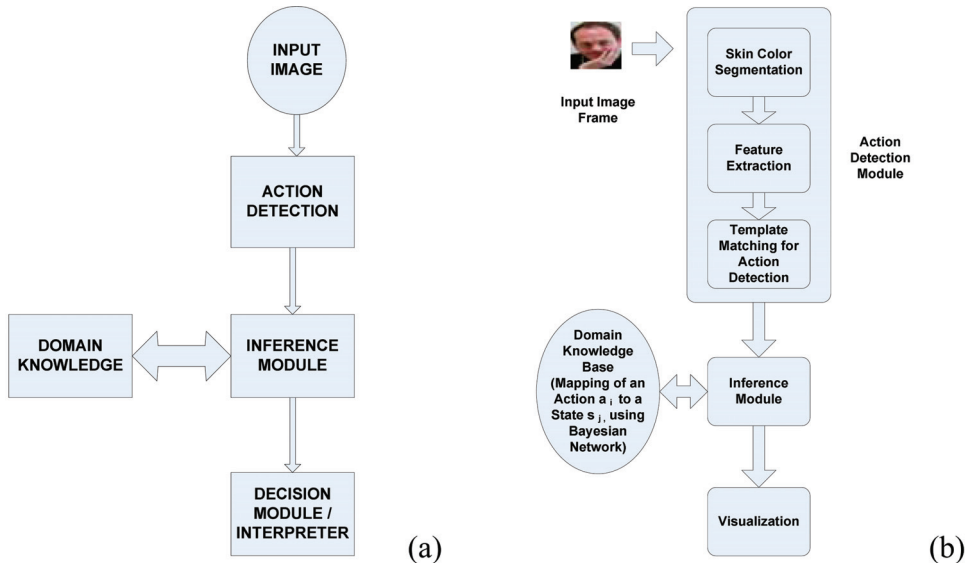 INPUT
IMAGE
ACTION
DETECTION
DOMAIN
KNOWLEDGE
INFERENCE
MODULE
DECISION
MODULE /
INTERPRETER
(a)
Input Image
Frame
Skin Color
Segmentation
Feature
Extraction
Template
Matching for
Action
Detection
Action
Detection
Module
Domain
Knowledge
Base
(Mapping of an
Action a i to a
State s j, using
Bayesian
Network)
Inference
Module
Visualization
(b)